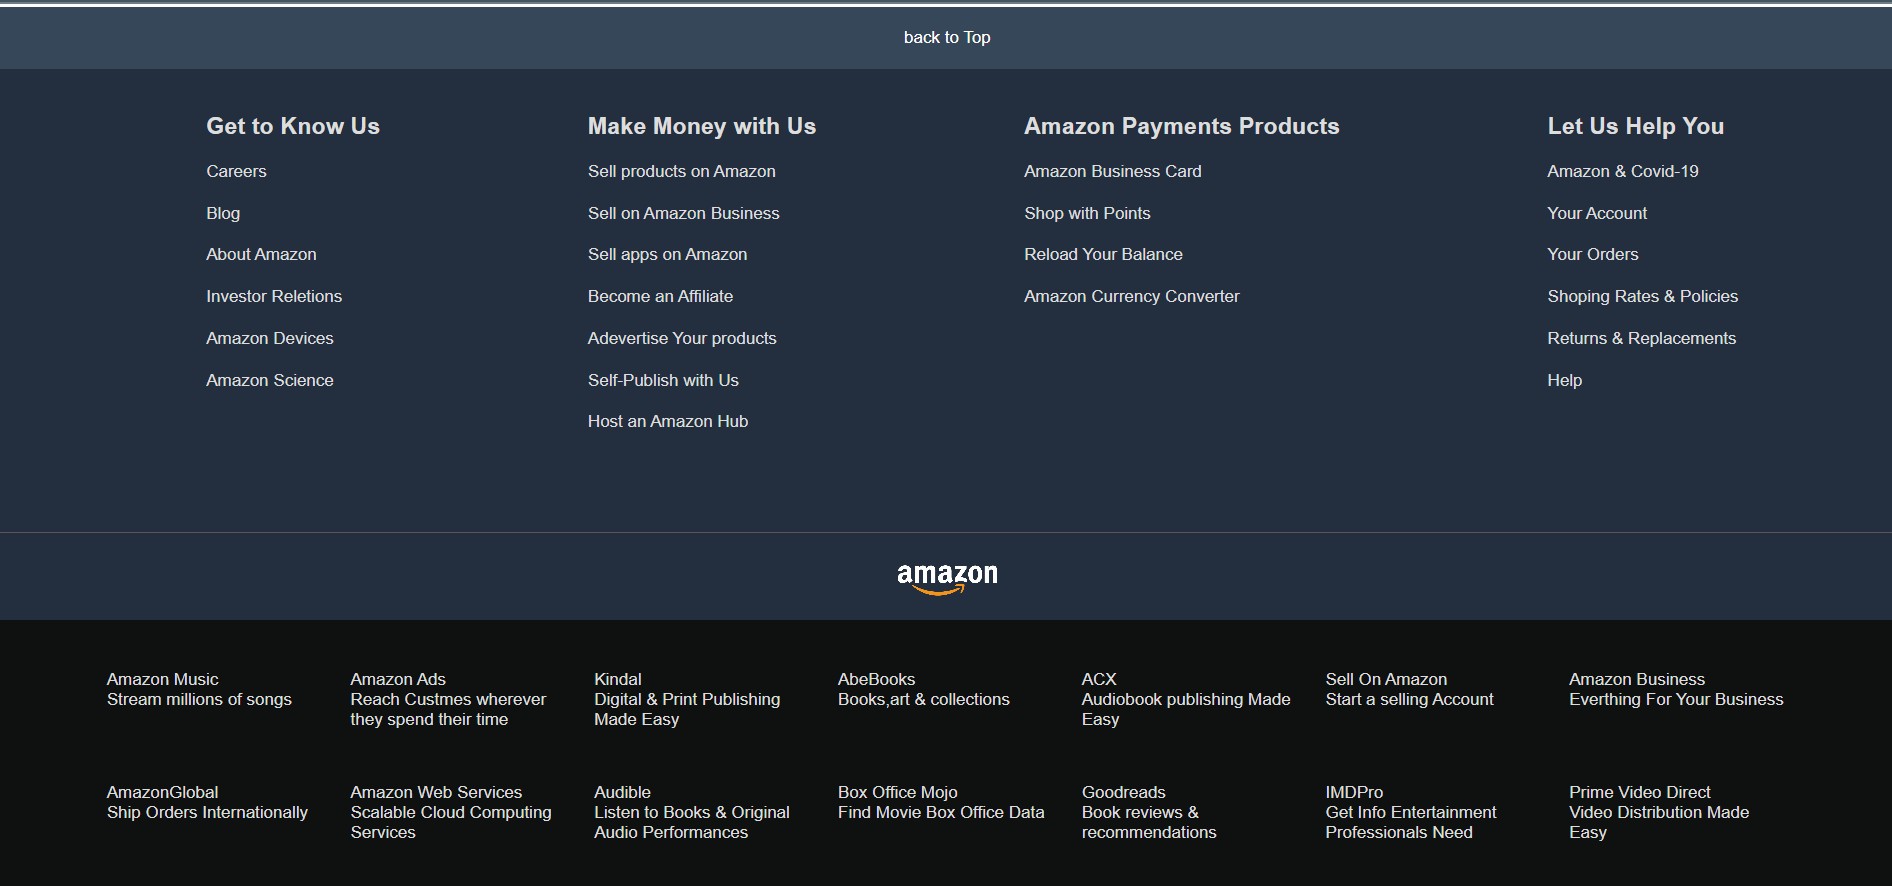 back to Top
Get to Know Us
Careers
Blog
About Amazon
Investor Reletions
Amazon Devices
Amazon Science
Make Money with Us
Sell products on Amazon
Sell on Amazon Business
Sell apps on Amazon
Become an Affiliate
Adevertise Your products
Self-Publish with Us
Host an Amazon Hub
Amazon Payments Products
Amazon Business Card
Shop with Points
Reload Your Balance
Amazon Currency Converter
Let Us Help You
Amazon & Covid-19
Your Account
Your Orders
Shoping Rates & Policies
Returns & Replacements
Help
amazon
Amazon Music
Stream millions of songs
Amazon Ads
Reach Custmes wherever
they spend their time
Kindal
Digital & Print Publishing
Made Easy
AbeBooks
Books,art & collections
ACX
Audiobook publishing Made
Easy
Sell On Amazon
Start a selling Account
Amazon Business
Everthing For Your Business
AmazonGlobal
Ship Orders Internationally
Amazon Web Services
Scalable Cloud Computing
Services
Audible
Listen to Books & Original
Audio Performances
Box Office Mojo
Find Movie Box Office Data
Goodreads
Book reviews &
recommendations
IMDPro
Get Info Entertainment
Professionals Need
Prime Video Direct
Video Distribution Made
Easy